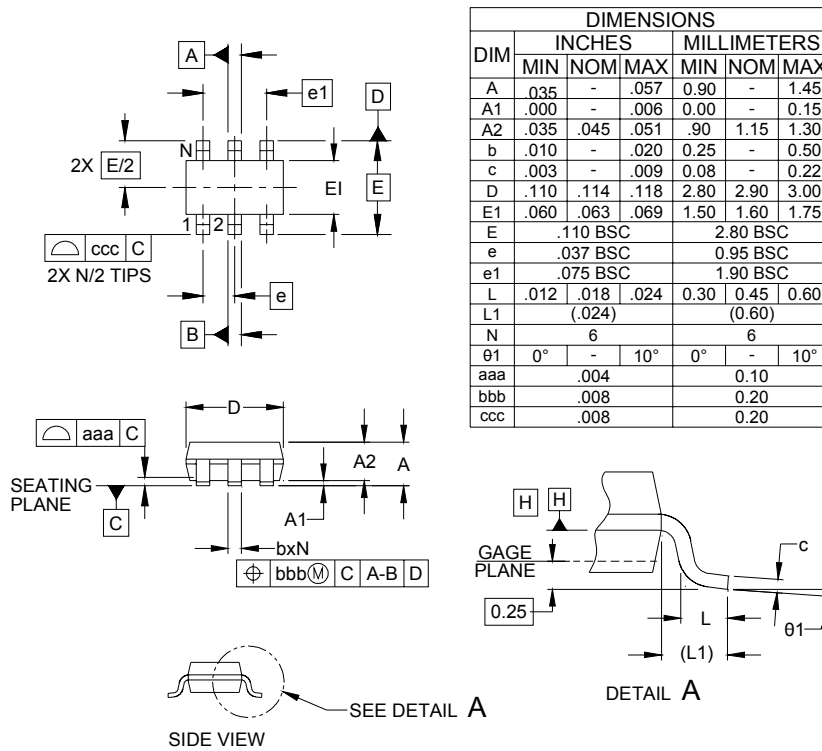 A
e1
D
N
2X E/2
EI
E
1 2
⌓ ccc C
2X N/2 TIPS
e
B
DIMENSIONS
DIM INCHES MILLIMETERS
MIN NOM MAX MIN NOM MAX
A .035 - .057 0.90 - 1.45
A1 .000 - .006 0.00 - 0.15
A2 .035 .045 .051 .90 1.15 1.30
b .010 - .020 0.25 - 0.50
c .003 - .009 0.08 - 0.22
D .110 .114 .118 2.80 2.90 3.00
E1 .060 .063 .069 1.50 1.60 1.75
E .110 BSC 2.80 BSC
e .037 BSC 0.95 BSC
e1 .075 BSC 1.90 BSC
L .012 .018 .024 0.30 0.45 0.60
L1 (.024) (0.60)
N 6 6
θ1 0° - 10° 0° - 10°
aaa .004 0.10
bbb .008 0.20
ccc .008 0.20
D
⌓ aaa C
A2 A
SEATING
PLANE
C
A1
bxN
⌖ bbbⓂ C A-B D
H H
GAGE
PLANE
c
0.25
L
θ1
(L1)
DETAIL A
SEE DETAIL A
SIDE VIEW